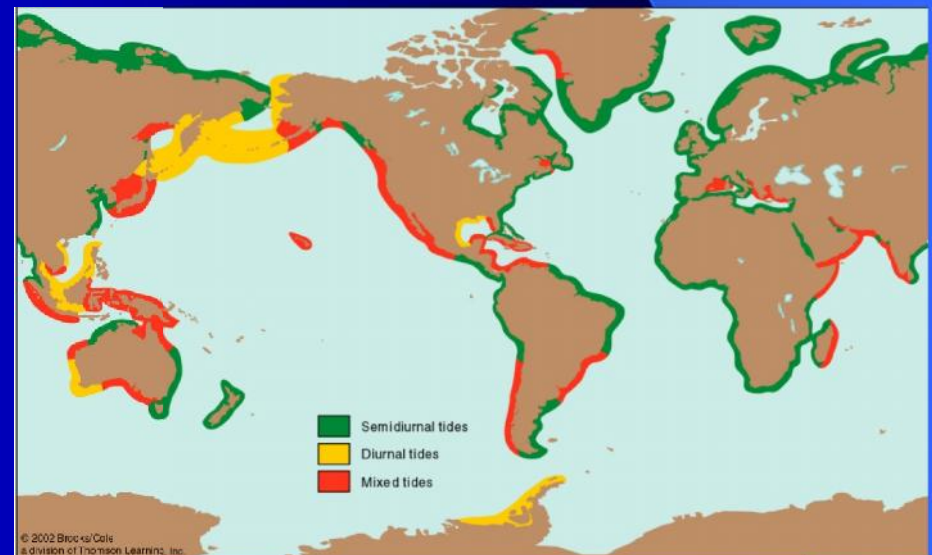 Semidiurnal tides
Diurnal tides
Mixed tides
© 2002 Brooks/Cole
a division of Thomson Learning, Inc.